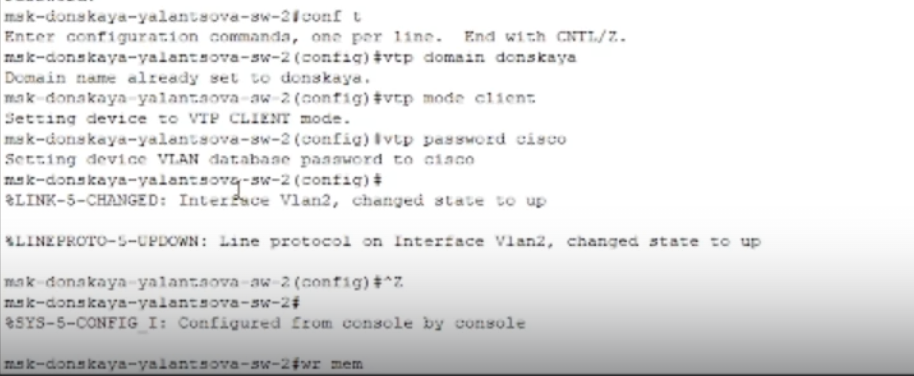 msk-donskaya-yalantsova-sw-2#conf t
Enter configuration commands, one per line.  End with CNTL/Z.
msk-donskaya-yalantsova-sw-2(config)#vtp domain donskaya
Domain name already set to donskaya.
msk-donskaya-yalantsova-sw-2(config)#vtp mode client
Setting device to VTP CLIENT mode.
msk-donskaya-yalantsova-sw-2(config)#vtp password cisco
Setting device VLAN database password to cisco
msk-donskaya-yalantsova-sw-2(config)#
%LINK-5-CHANGED: Interface Vlan2, changed state to up
%LINEPROTO-5-UPDOWN: Line protocol on Interface Vlan2, changed state to up
msk-donskaya-yalantsova-sw-2(config)#^Z
msk-donskaya-yalantsova-sw-2#
%SYS-5-CONFIG_I: Configured from console by console
msk-donskaya-yalantsova-sw-2#wr mem